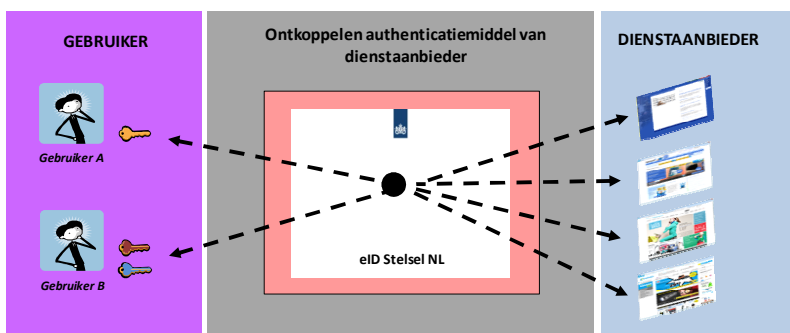 GEBRUIKER
Gebruiker A
Gebruiker B
Ontkoppelen authenticatiemiddel van
dienstaanbieder
eID Stelsel NL
DIENSTAANBIEDER